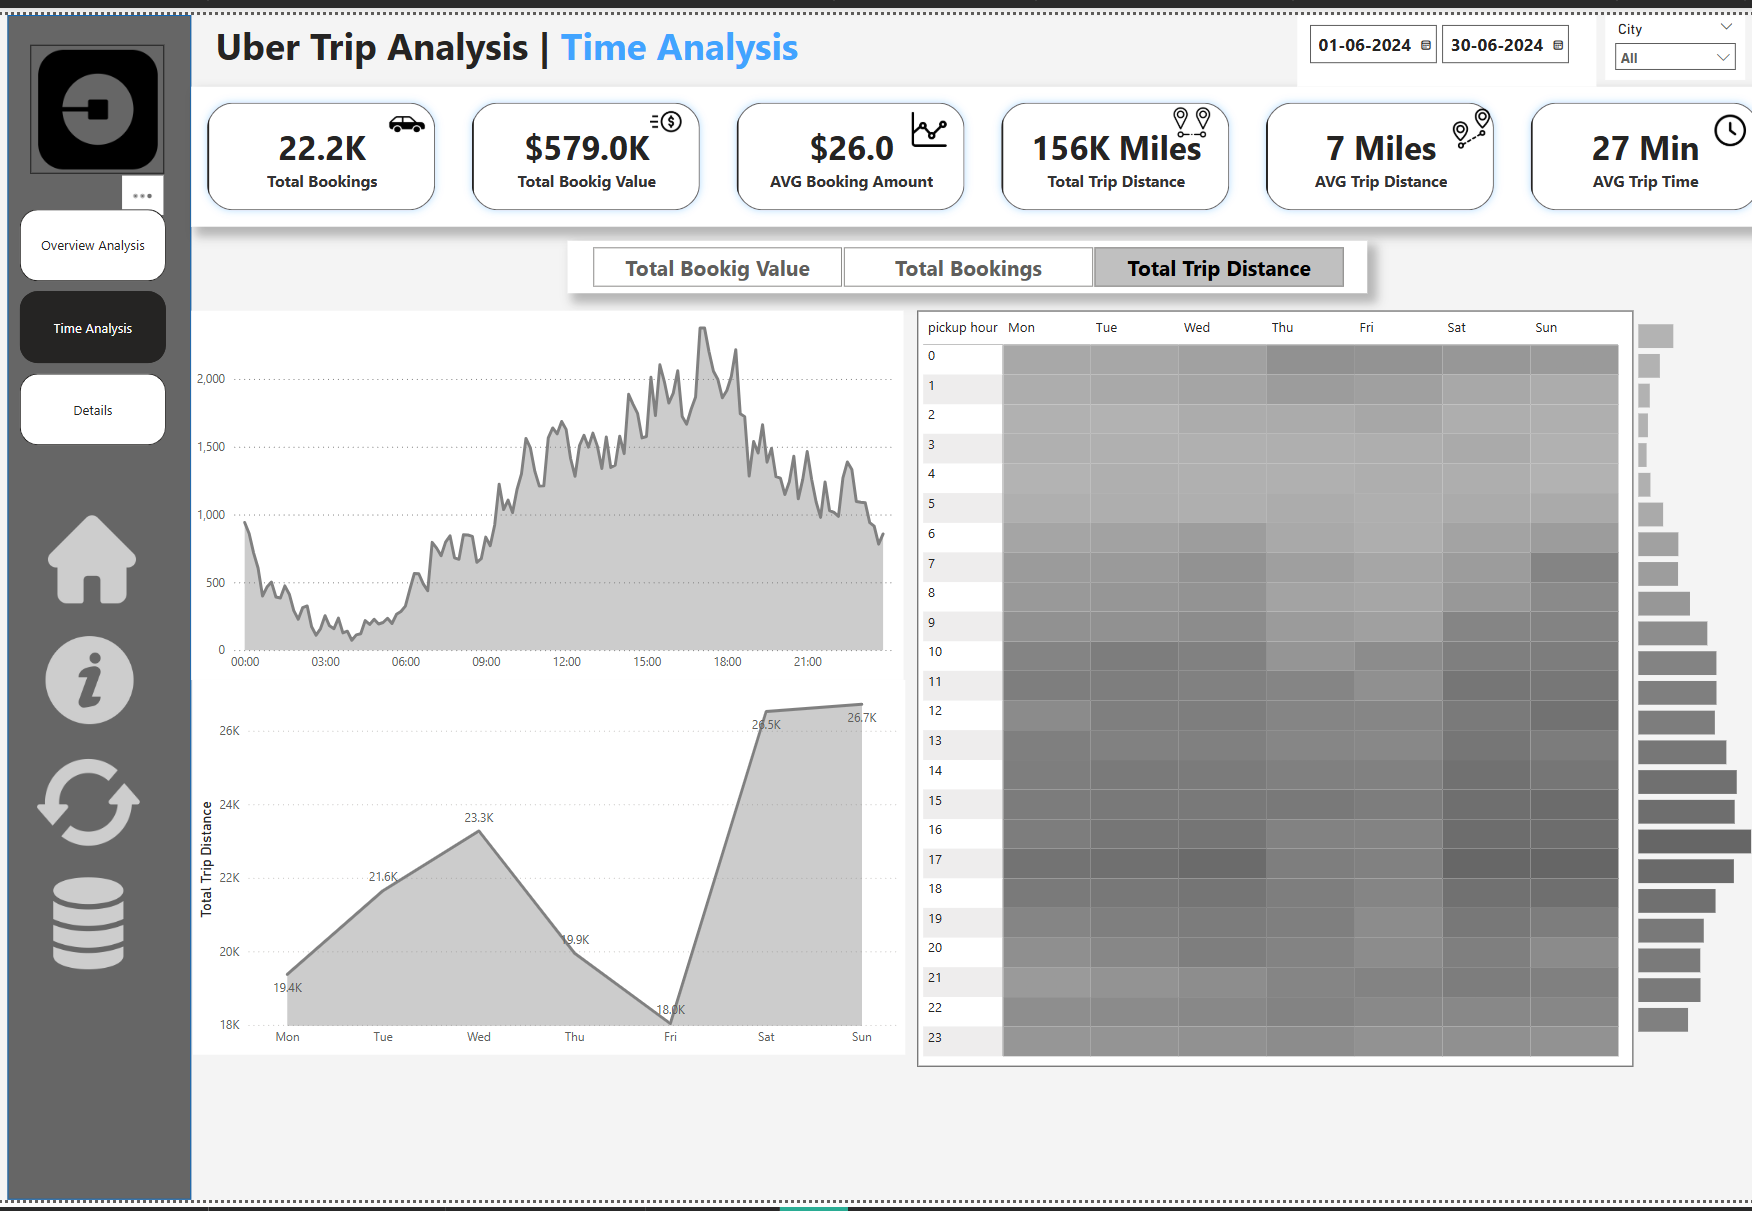 Uber Trip Analysis | Time Analysis
01-06-2024
30-06-2024
City
All
22.2K
Total Bookings
$579.0K
Total Bookig Value
$26.0
AVG Booking Amount
156K Miles
Total Trip Distance
7 Miles
AVG Trip Distance
27 Min
AVG Trip Time
Overview Analysis
Time Analysis
Details
Total Bookig Value
Total Bookings
Total Trip Distance
2,000
1,500
1,000
500
0
00:00 03:00 06:00 09:00 12:00 15:00 18:00 21:00
Total Trip Distance
26K
24K
22K
20K
18K
19.4K
21.6K
23.3K
19.9K
18.0K
26.5K
26.7K
Mon Tue Wed Thu Fri Sat Sun
pickup hour Mon Tue Wed Thu Fri Sat Sun
0
1
2
3
4
5
6
7
8
9
10
11
12
13
14
15
16
17
18
19
20
21
22
23